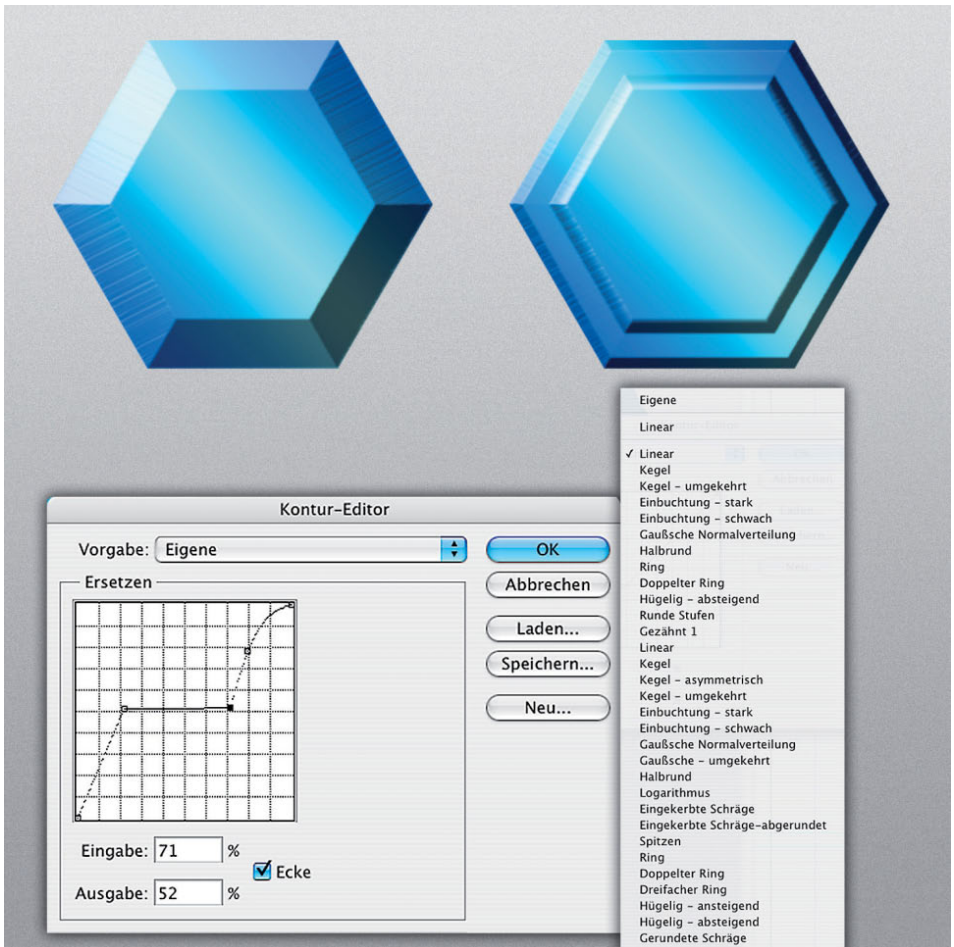 Kontur-Editor
Vorgabe: Eigene
OK
Abbrechen
Laden...
Speichern...
Neu...
Ersetzen
Eingabe: 71 %
Ecke
Ausgabe: 52 %
Eigene
Linear
✓ Linear
Kegel
Kegel – umgekehrt
Einbuchtung – stark
Einbuchtung – schwach
Gaußsche Normalverteilung
Halbrund
Ring
Doppelter Ring
Hügelig – absteigend
Runde Stufen
Gezähnt 1
Linear
Kegel
Kegel – asymmetrisch
Kegel – umgekehrt
Einbuchtung – stark
Einbuchtung – schwach
Gaußsche Normalverteilung
Gaußsche – umgekehrt
Halbrund
Logarithmus
Eingekerbte Schräge
Eingekerbte Schräge-abgerundet
Spitzen
Ring
Doppelter Ring
Dreifacher Ring
Hügelig – ansteigend
Hügelig – absteigend
Gerundete Schräge